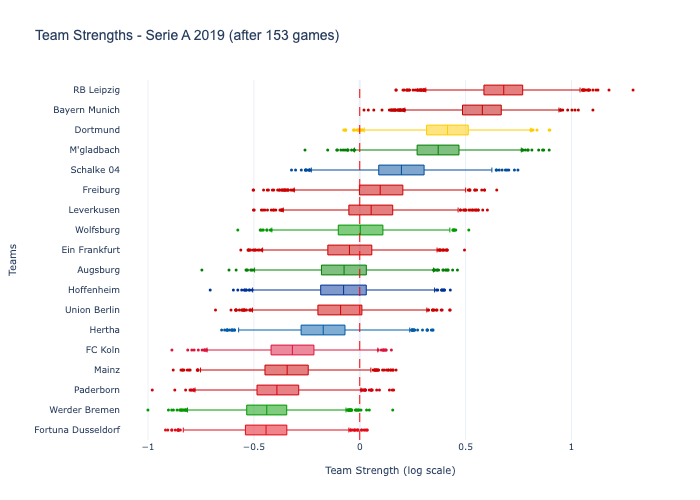 Team Strengths - Serie A 2019 (after 153 games)
RB Leipzig
Bayern Munich
Dortmund
M'gladbach
Schalke 04
Freiburg
Leverkusen
Wolfsburg
Ein Frankfurt
Augsburg
Hoffenheim
Union Berlin
Hertha
FC Koln
Mainz
Paderborn
Werder Bremen
Fortuna Dusseldorf
Teams
−1 −0.5 0 0.5 1
Team Strength (log scale)